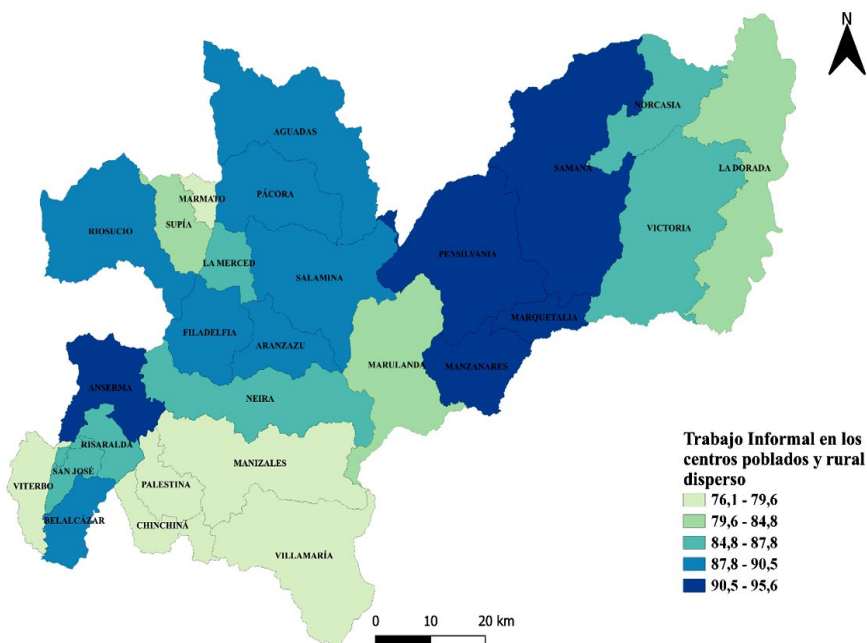 N
NORCASIA
AGUADAS
LA DORADA
SAMANA
PÁCORA
MARMATO
SUPÍA
RIOSUCIO
VICTORIA
PENSILVANIA
LA MERCED
SALAMINA
MARQUETALIA
FILADELFIA
ARANZAZU
MARULANDA
MANZANARES
ANSERMA
NEIRA
RISARALDA
MANIZALES
SAN JOSÉ
VITERBO
PALESTINA
BELALCÁZAR
CHINCHINÁ
VILLAMARÍA
Trabajo Informal en los
centros poblados y rural
disperso
76,1 - 79,6
79,6 - 84,8
84,8 - 87,8
87,8 - 90,5
90,5 - 95,6
0 10 20 km